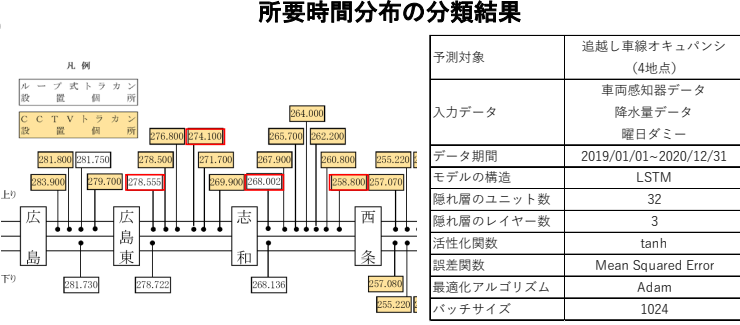 所要時間分布の分類結果
凡 例
ループ式トラカン
設置個所
CCTVトラカン
設置個所
264.000
276.800 274.100 265.700 262.200
281.800 281.750 278.500 271.700 267.900 260.800 255.220
283.900 279.700 278.555 269.900 268.002 258.800 257.070
上り
広島 広島東 志和 西条
下り
281.730 278.722 268.136 257.080
255.220
予測対象 追越し車線オキュパンシ
(4地点)
入力データ 車両感知器データ
降水量データ
曜日ダミー
データ期間 2019/01/01~2020/12/31
モデルの構造 LSTM
隠れ層のユニット数 32
隠れ層のレイヤー数 3
活性化関数 tanh
誤差関数 Mean Squared Error
最適化アルゴリズム Adam
バッチサイズ 1024